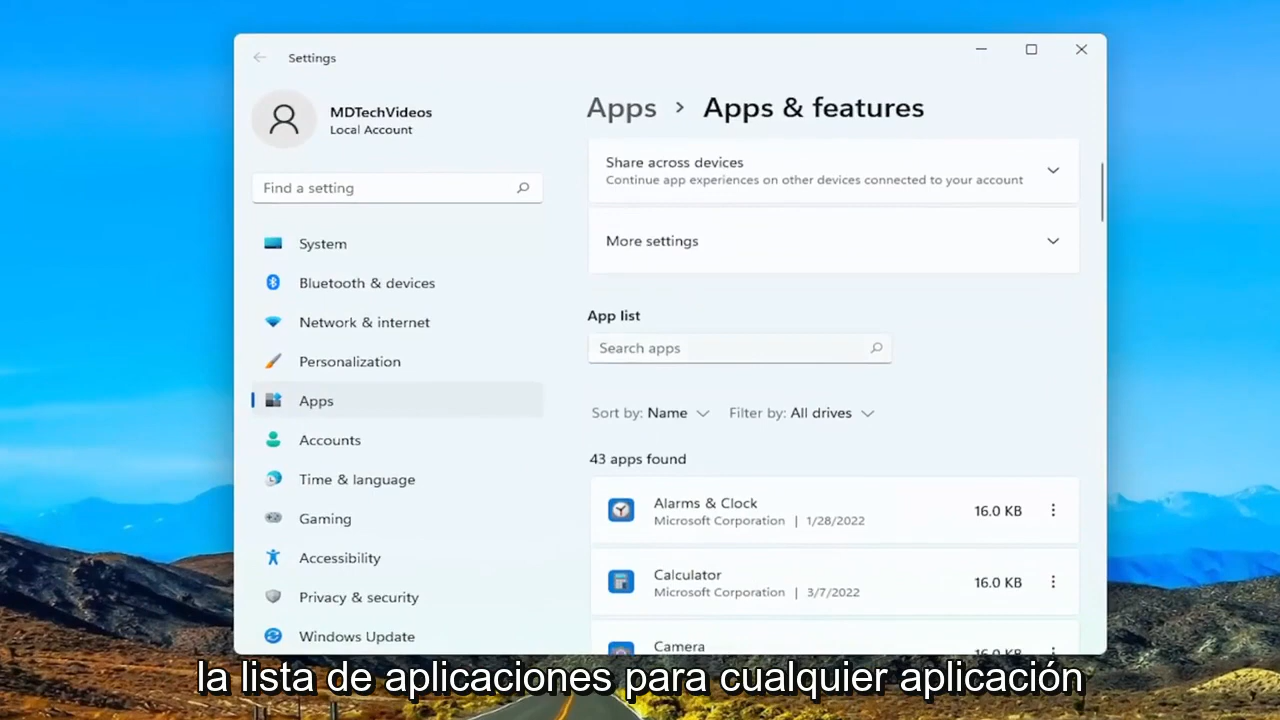 Settings
MDTechVideos
Local Account
Find a setting
System
Bluetooth & devices
Network & internet
Personalization
Apps
Accounts
Time & language
Gaming
Accessibility
Privacy & security
Windows Update
Apps > Apps & features
Share across devices
Continue app experiences on other devices connected to your account
More settings
App list
Search apps
Sort by: Name Filter by: All drives
43 apps found
Alarms & Clock
Microsoft Corporation | 1/28/2022
16.0 KB
Calculator
Microsoft Corporation | 3/7/2022
16.0 KB
Camera
16.0 KB
la lista de aplicaciones para cualquier aplicación